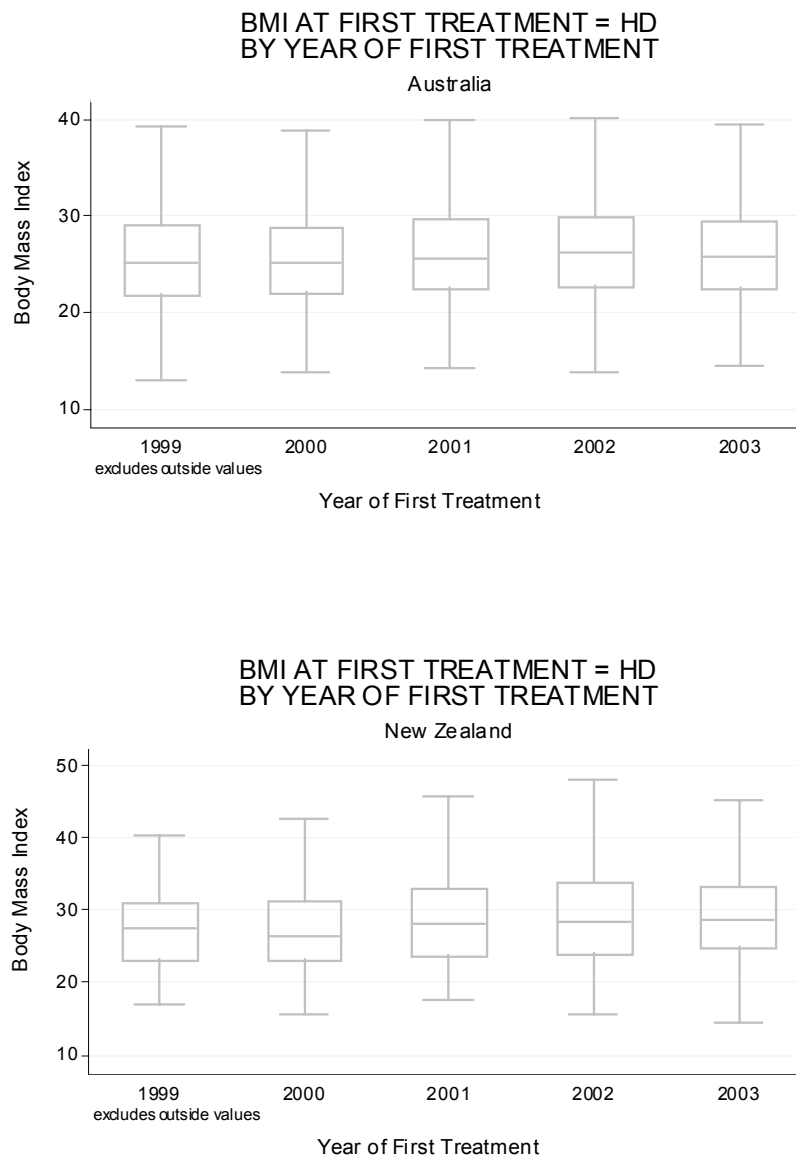 BMI AT FIRST TREATMENT = HD
BY YEAR OF FIRST TREATMENT
Australia
Body Mass Index
40
30
20
10
1999 2000 2001 2002 2003
excludes outside values
Year of First Treatment
BMI AT FIRST TREATMENT = HD
BY YEAR OF FIRST TREATMENT
New Zealand
Body Mass Index
50
40
30
20
10
1999 2000 2001 2002 2003
excludes outside values
Year of First Treatment